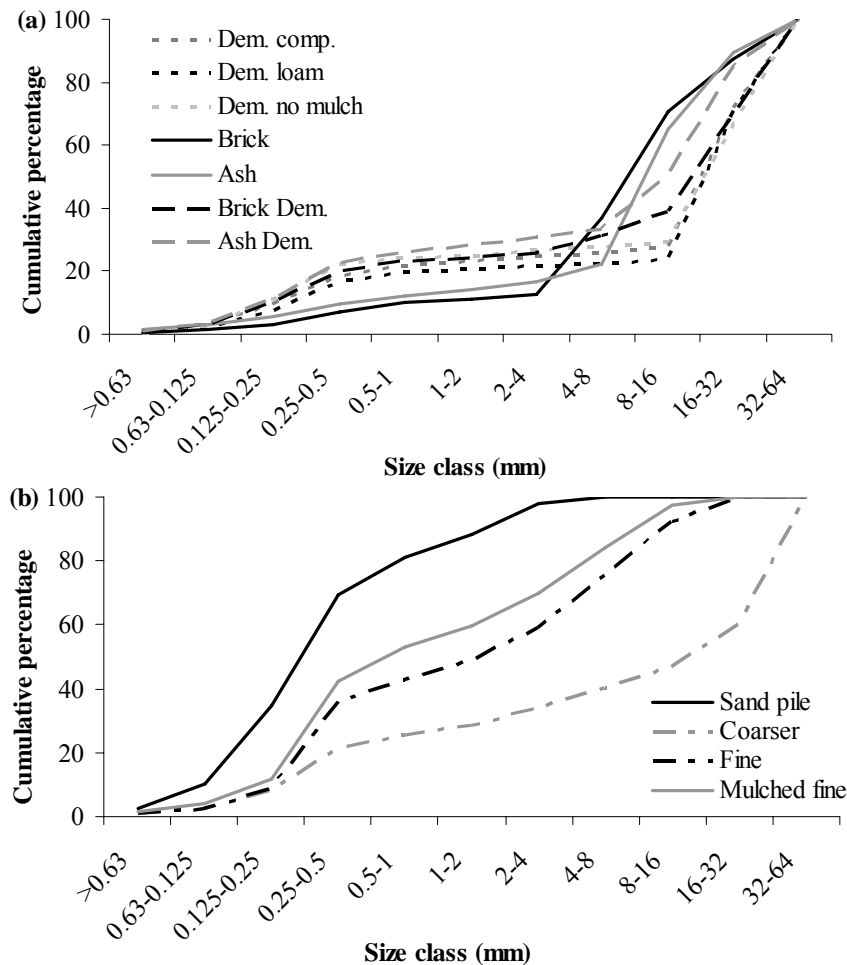 (a) 100
80
60
40
20
0
Cumulative percentage
Dem. comp.
Dem. loam
Dem. no mulch
Brick
Ash
Brick Dem.
Ash Dem.
>0.63
0.63-0.125
0.125-0.25
0.25-0.5
0.5-1
1-2
2-4
4-8
8-16
16-32
32-64
Size class (mm)
(b) 100
80
60
40
20
0
Cumulative percentage
Sand pile
Coarser
Fine
Mulched fine
>0.63
0.63-0.125
0.125-0.25
0.25-0.5
0.5-1
1-2
2-4
4-8
8-16
16-32
32-64
Size class (mm)